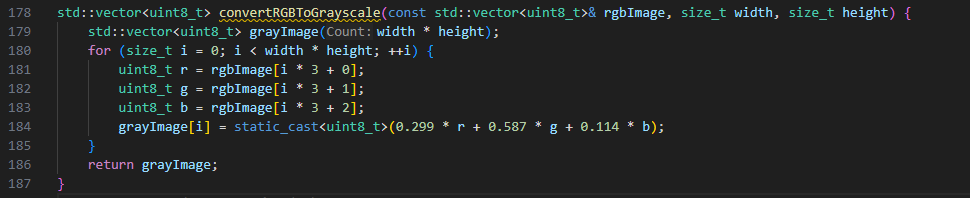 178 std::vector<uint8_t> convertRGBToGrayscale(const std::vector<uint8_t>& rgbImage, size_t width, size_t height) {
179     std::vector<uint8_t> grayImage(Count: width * height);
180     for (size_t i = 0; i < width * height; ++i) {
181         uint8_t r = rgbImage[i * 3 + 0];
182         uint8_t g = rgbImage[i * 3 + 1];
183         uint8_t b = rgbImage[i * 3 + 2];
184         grayImage[i] = static_cast<uint8_t>(0.299 * r + 0.587 * g + 0.114 * b);
185     }
186     return grayImage;
187 }